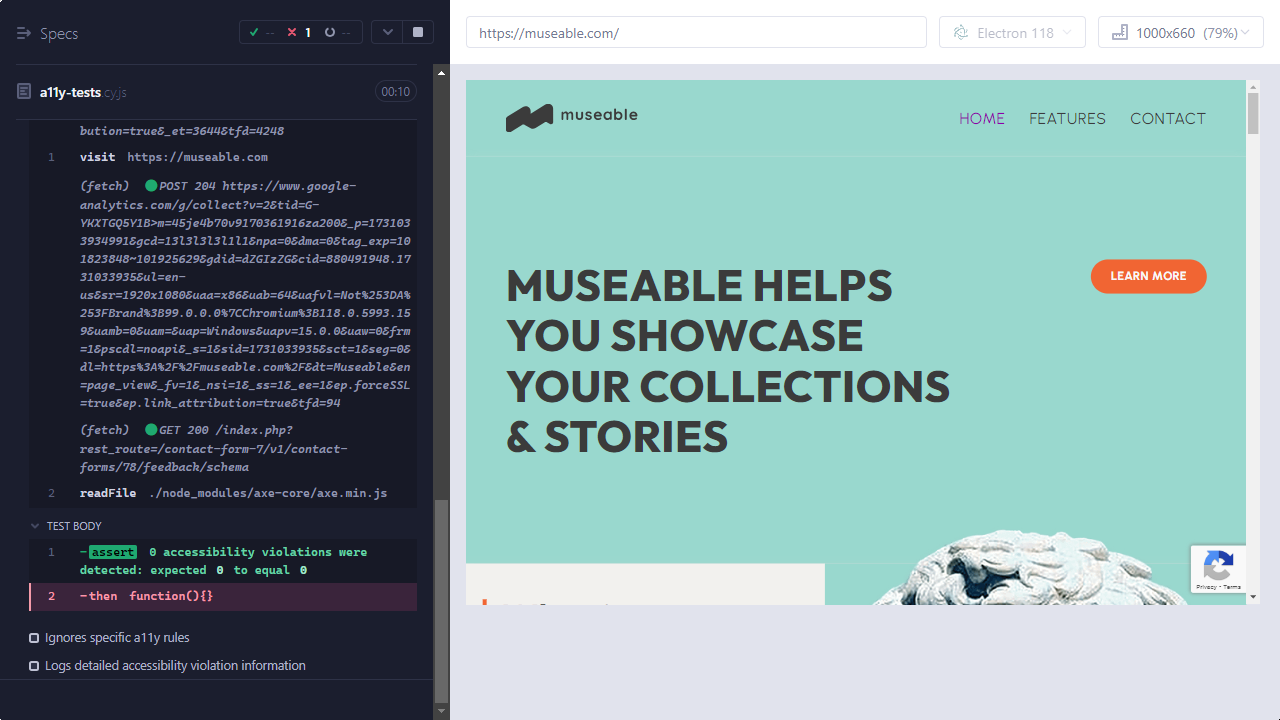 Specs
--
1
--
a11y-tests.cy.js
00:10
bution=true&_et=3644&tfd=4248
1 visit https://museable.com
(fetch) POST 204 https://www.google-
analytics.com/g/collect?v=2&tid=G-
YKXTGQ5Y1B>m=45je4b70v9170361916za200&_p=173103
3934991&gcd=13l3l3l3l1l1&npa=0&dma=0&tag_exp=10
1823848~101925629&gdid=dZGIzZG&cid=880491948.17
31033935&ul=en-
us&sr=1920x1080&uaa=x86&uab=64&uafvl=Not%253DA%
253FBrand%3B99.0.0.0%7CChromium%3B118.0.5993.15
9&uamb=0&uam=&uap=Windows&uapv=15.0.0&uaw=0&frm
=1&pscdl=noapi&_s=1&sid=1731033935&sct=1&seg=0&
dl=https%3A%2F%2Fmuseable.com%2F&dt=Museable&en
=page_view&_fv=1&_nsi=1&_ss=1&_ee=1&ep.forceSSL
=true&ep.link_attribution=true&tfd=94
(fetch) GET 200 /index.php?
rest_route=/contact-form-7/v1/contact-
forms/78/feedback/schema
2 readFile ./node_modules/axe-core/axe.min.js
TEST BODY
1 -assert 0 accessibility violations were
detected: expected 0 to equal 0
2 -then function(){}
Ignores specific a11y rules
Logs detailed accessibility violation information
https://museable.com/
Electron 118
1000x660 (79%)
museable
HOME FEATURES CONTACT
MUSEABLE HELPS
YOU SHOWCASE
YOUR COLLECTIONS
& STORIES
LEARN MORE
Privacy - Terms